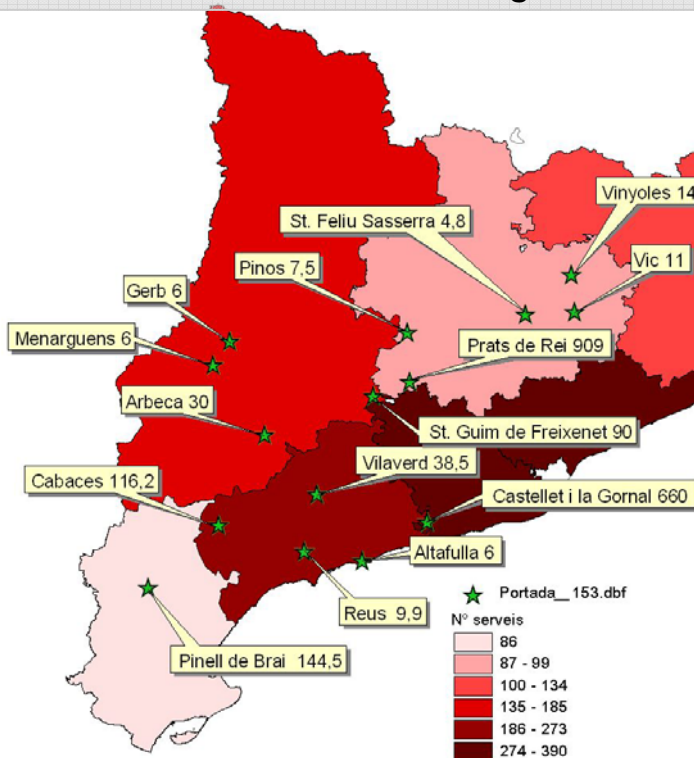 Vinyoles 14
St. Feliu Sasserra 4,8
Vic 11
Pinos 7,5
Gerb 6
Menarguens 6
Prats de Rei 909
Arbeca 30
St. Guim de Freixenet 90
Vilaverd 38,5
Cabaces 116,2
Castellet i la Gornal 660
Altafulla 6
Reus 9,9
Pinell de Brai 144,5
Portada__153.dbf
Nº serveis
86
87 - 99
100 - 134
135 - 185
186 - 273
274 - 390